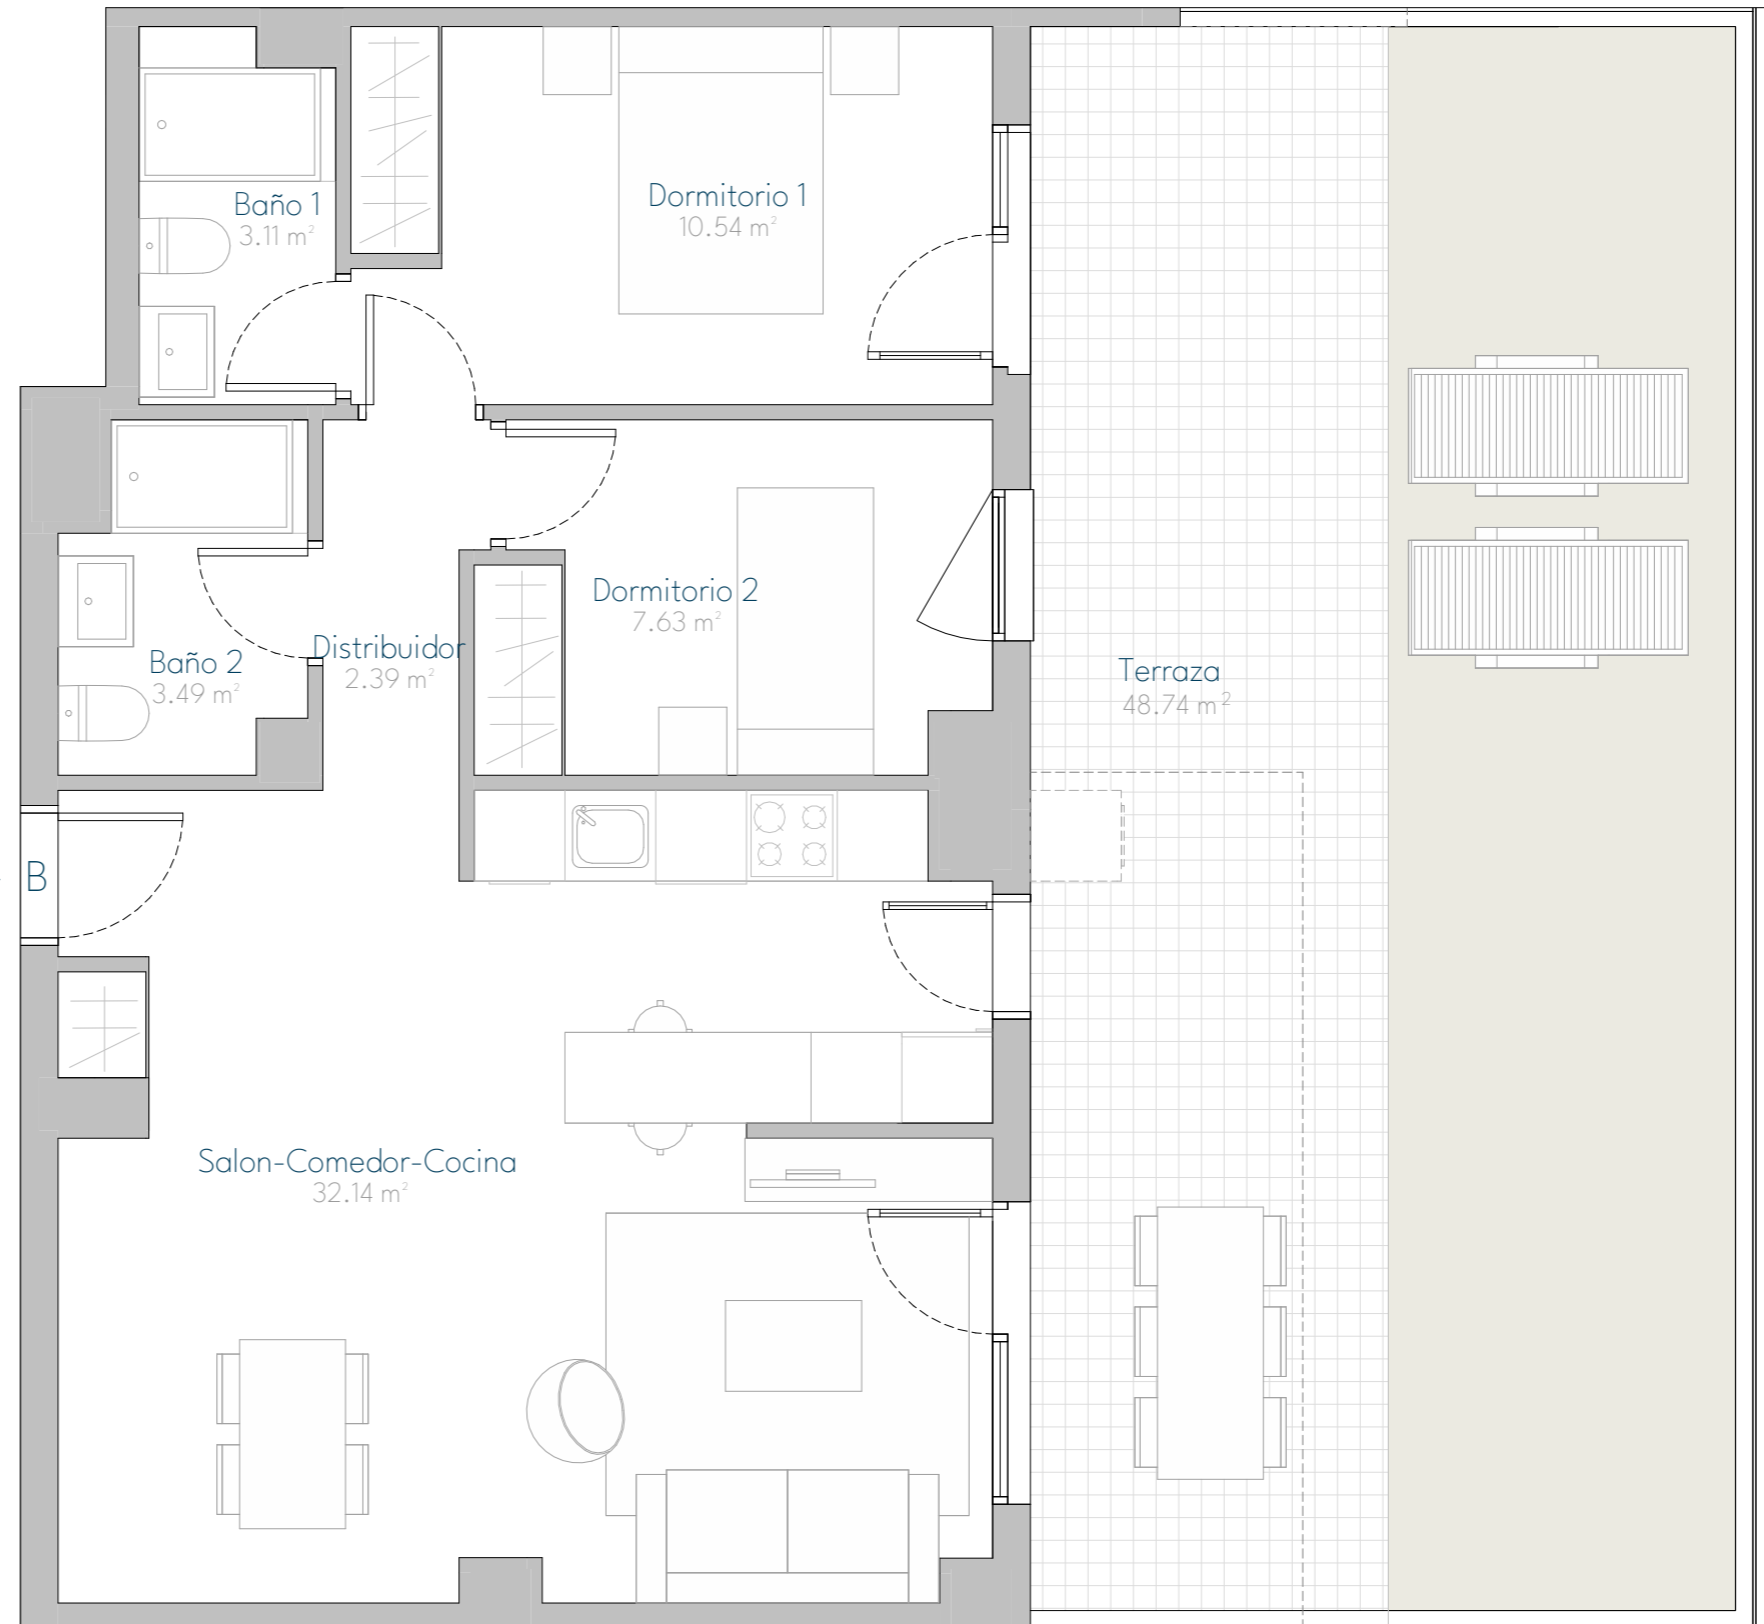 Baño 1
3.11 m²
Dormitorio 1
10.54 m²
Dormitorio 2
7.63 m²
Distribuidor
2.39 m²
Baño 2
3.49 m²
Terraza
48.74 m²
B
Salon-Comedor-Cocina
32.14 m²